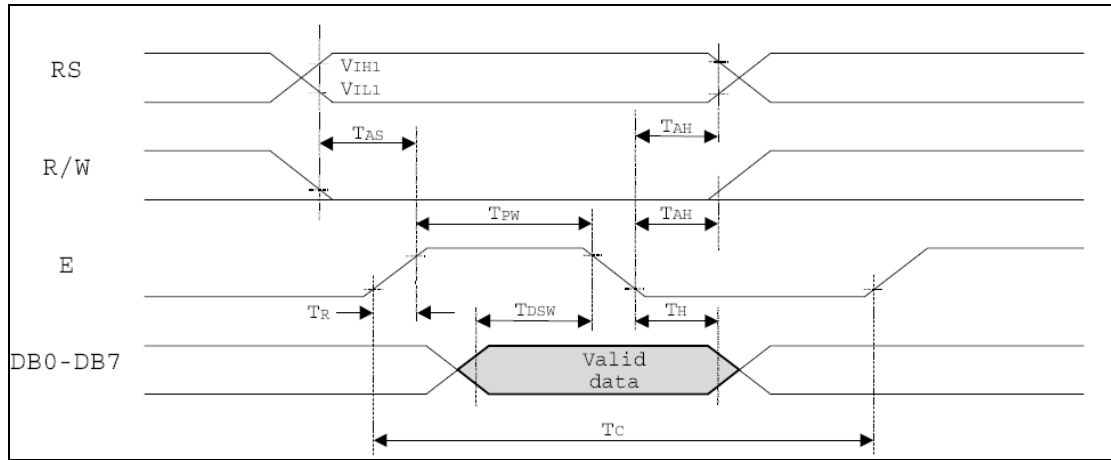 RS
VIH1
VIL1
TAS
TAH
R/W
TPW
TAH
E
TR
TDSW
TH
DB0-DB7
Valid
data
TC